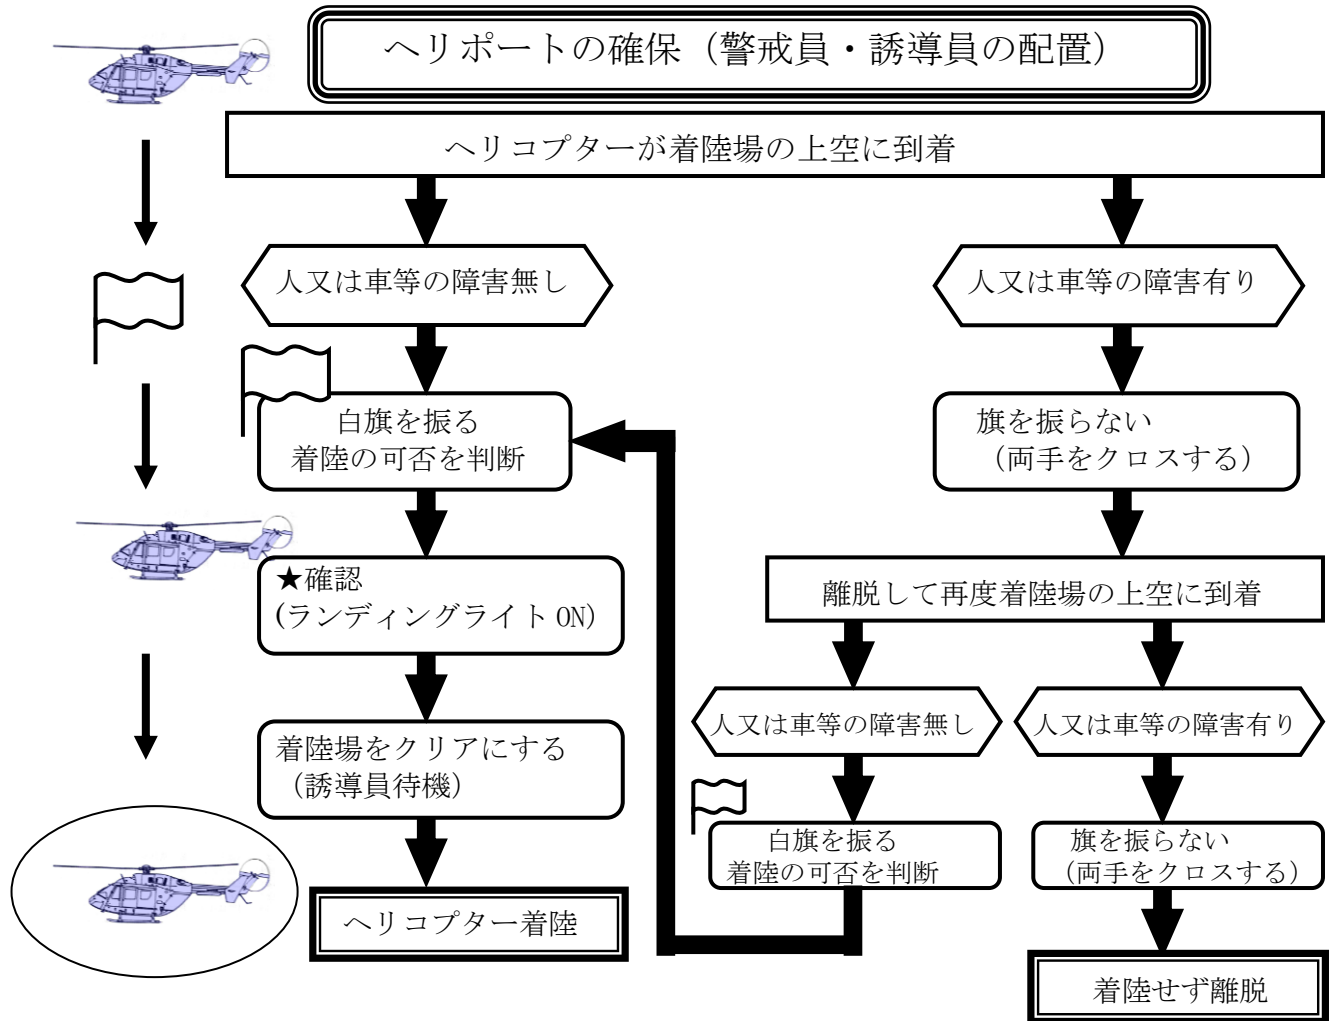 ヘリポートの確保（警戒員・誘導員の配置）
ヘリコプターが着陸場の上空に到着
人又は車等の障害無し
人又は車等の障害有り
白旗を振る
着陸の可否を判断
旗を振らない
（両手をクロスする）
★確認
(ランディングライト ON)
離脱して再度着陸場の上空に到着
着陸場をクリアにする
（誘導員待機）
人又は車等の障害無し
人又は車等の障害有り
白旗を振る
着陸の可否を判断
旗を振らない
（両手をクロスする）
ヘリコプター着陸
着陸せず離脱